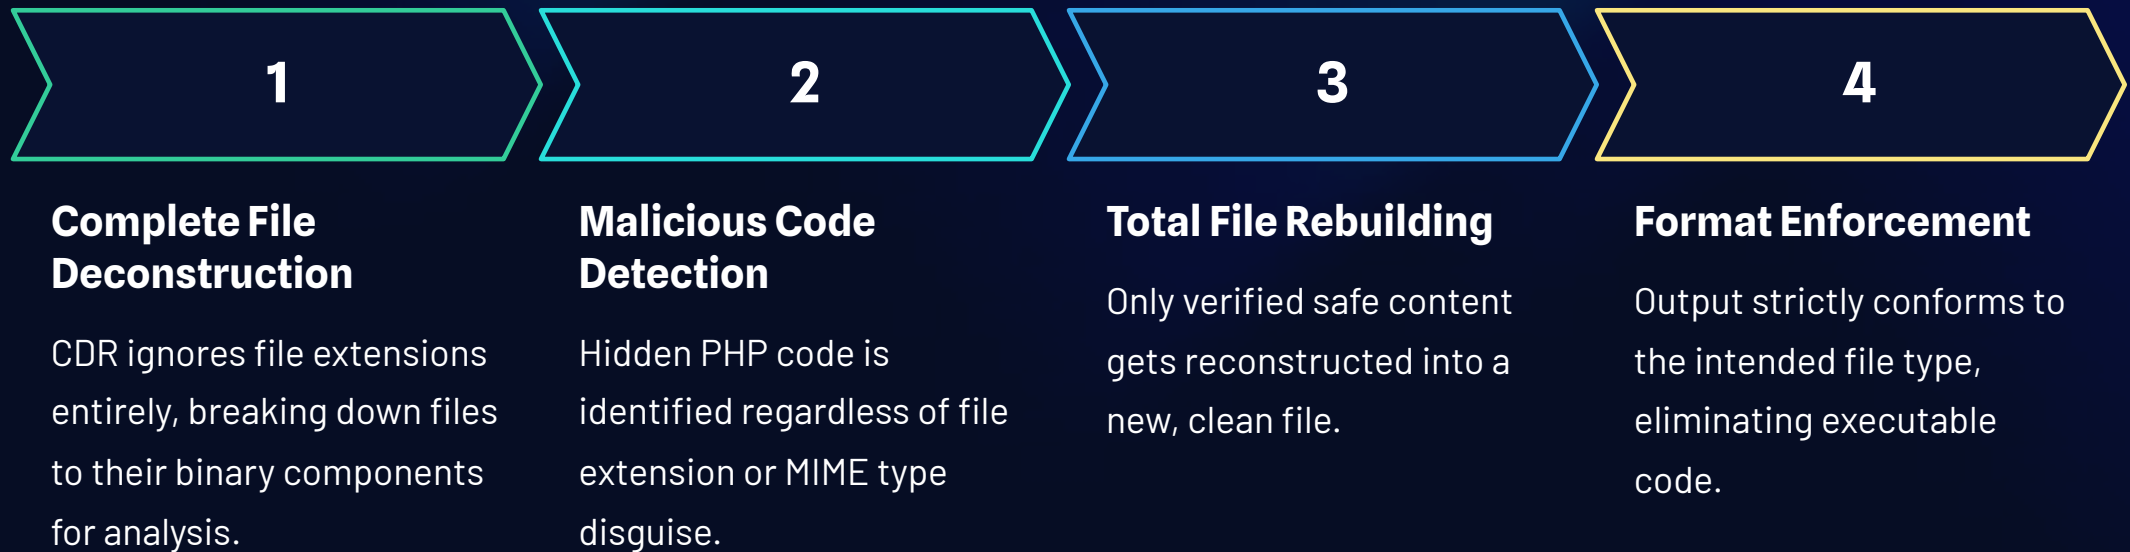 1
Complete File
Deconstruction
CDR ignores file extensions
entirely, breaking down files
to their binary components
for analysis.
2
Malicious Code
Detection
Hidden PHP code is
identified regardless of file
extension or MIME type
disguise.
3
Total File Rebuilding
Only verified safe content
gets reconstructed into a
new, clean file.
4
Format Enforcement
Output strictly conforms to
the intended file type,
eliminating executable
code.